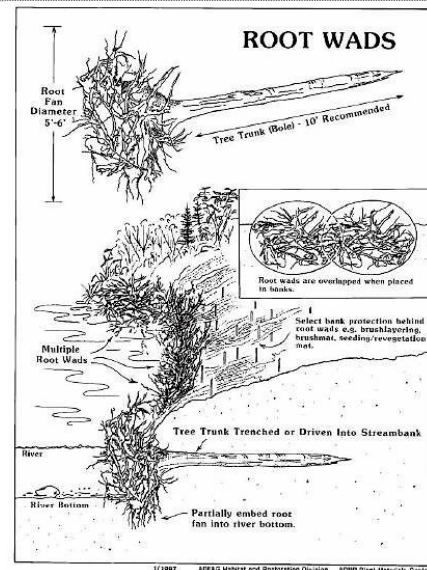 ROOT WADS
Root
Fan
Diameter
5'-6'
Tree Trunk (Bole) - 10' Recommended
Root wads are overlapped when placed
in banks.
Select bank protection behind
root wads e.g. brushlayering,
brushmat, seeding/revegetation
mat.
Multiple
Root Wads
Tree Trunk Trenched or Driven Into Streambank
River
River Bottom
Partially embed root
fan into river bottom.
1/1997 ADF&G Habitat and Restoration Division